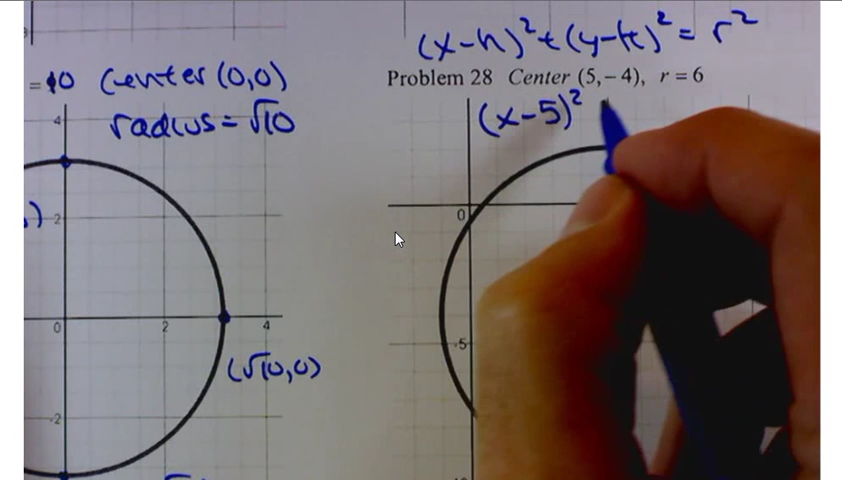 (x-h)² + (y-k)² = r²
=10 Center (0,0)
radius = √10
Problem 28 Center (5,-4), r = 6
(x-5)²
4
2
0
2
4
-2
(√10,0)
0
-5